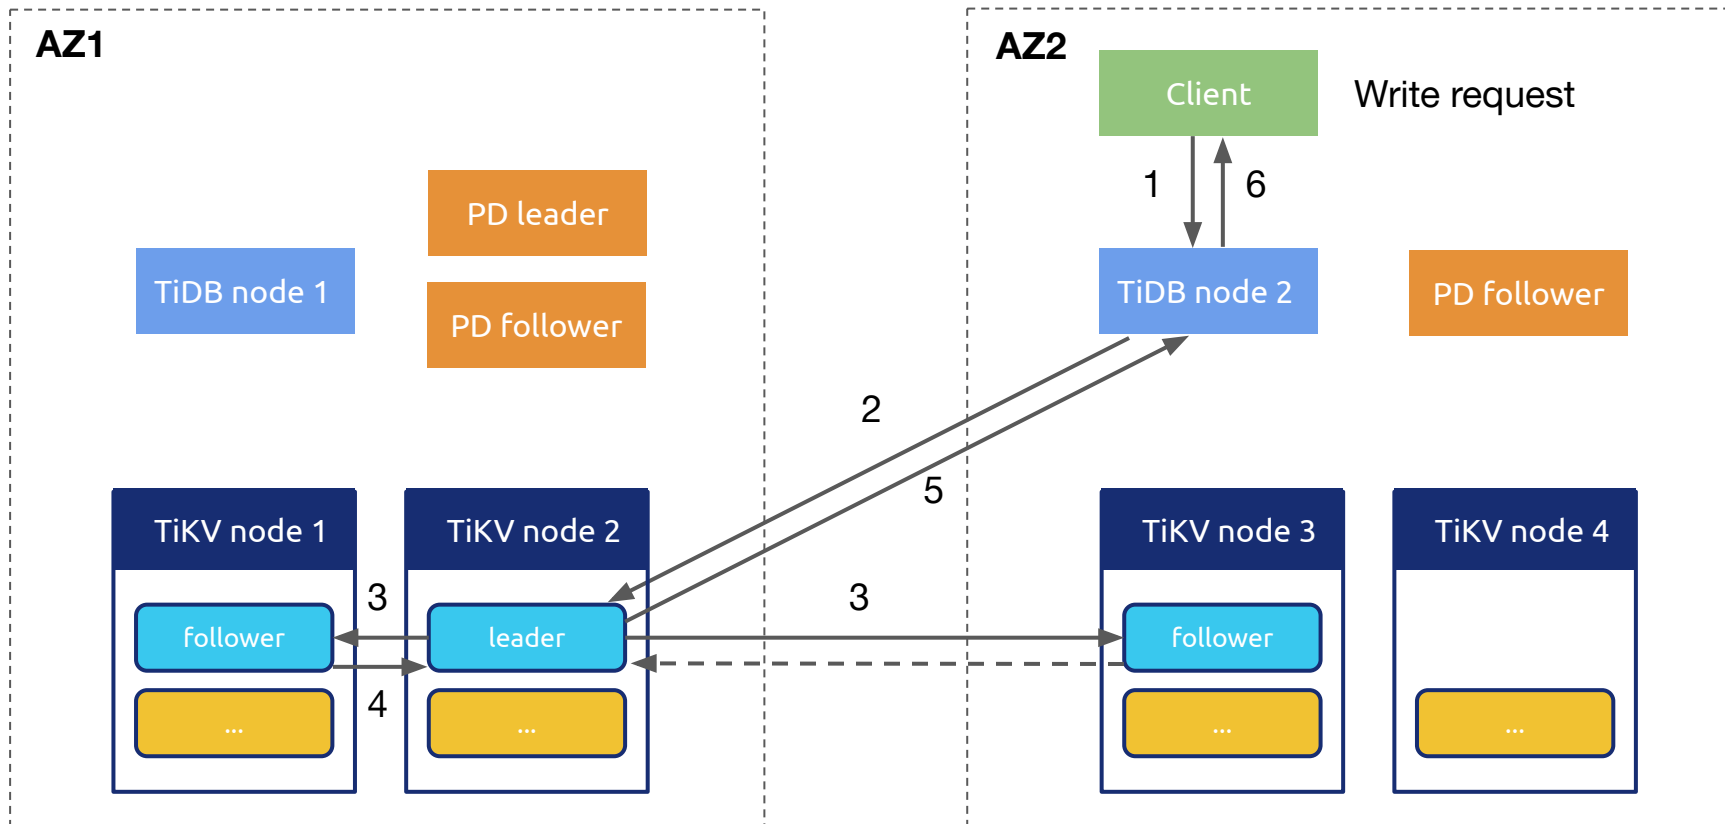 AZ1
AZ2
Client
Write request
1
6
PD leader
TiDB node 1
PD follower
TiDB node 2
PD follower
2
5
TiKV node 1
TiKV node 2
TiKV node 3
TiKV node 4
3
3
follower
leader
follower
4
...
...
...
...